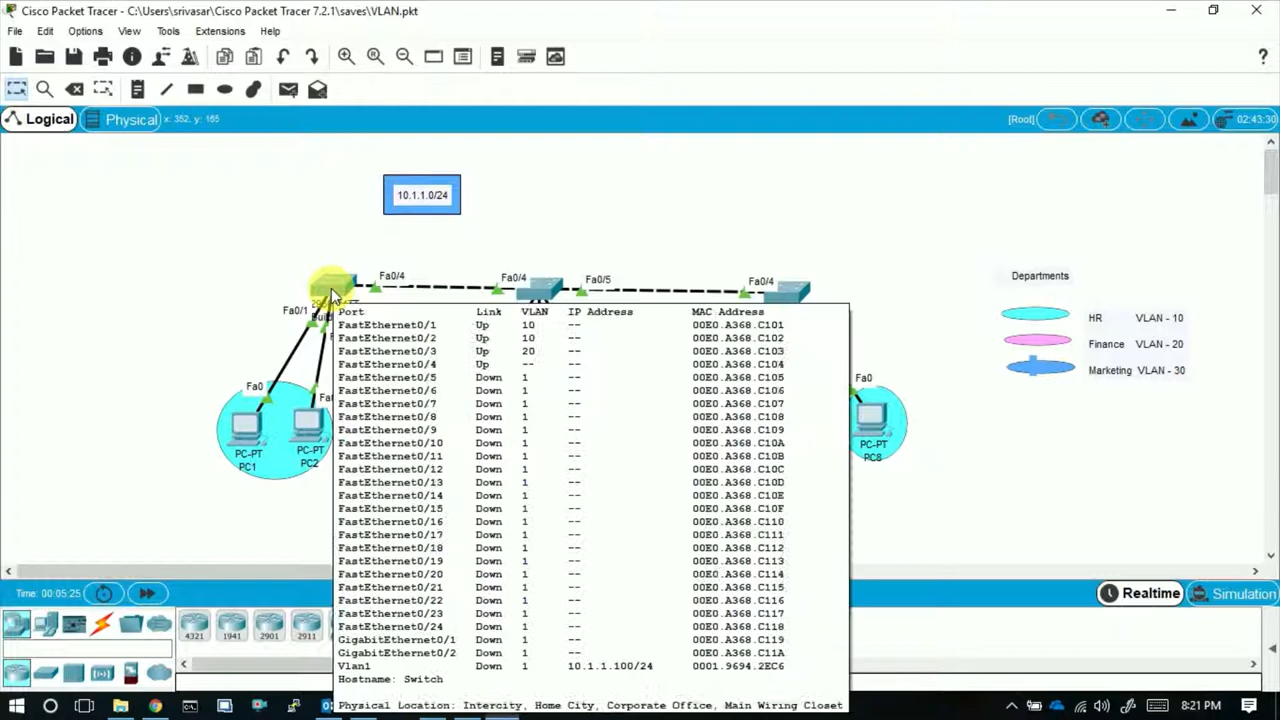 Cisco Packet Tracer - C:\Users\srivasar\Cisco Packet Tracer 7.2.1\saves\VLAN.pkt
File Edit Options View Tools Extensions Help
?
Logical Physical x: 352, y: 165 [Root] 02:43:30
10.1.1.0/24
Fa0/4 Fa0/4 Fa0/5 Fa0/4
Departments
Fa0/1
HR VLAN - 10
Finance VLAN - 20
Marketing VLAN - 30
Fa0 Fa0
PC-PT
PC1
PC-PT
PC2
PC-PT
PC8
Port Link VLAN IP Address MAC Address
FastEthernet0/1 Up 10 -- 00E0.A368.C101
FastEthernet0/2 Up 10 -- 00E0.A368.C102
FastEthernet0/3 Up 20 -- 00E0.A368.C103
FastEthernet0/4 Up -- -- 00E0.A368.C104
FastEthernet0/5 Down 1 -- 00E0.A368.C105
FastEthernet0/6 Down 1 -- 00E0.A368.C106
FastEthernet0/7 Down 1 -- 00E0.A368.C107
FastEthernet0/8 Down 1 -- 00E0.A368.C108
FastEthernet0/9 Down 1 -- 00E0.A368.C109
FastEthernet0/10 Down 1 -- 00E0.A368.C10A
FastEthernet0/11 Down 1 -- 00E0.A368.C10B
FastEthernet0/12 Down 1 -- 00E0.A368.C10C
FastEthernet0/13 Down 1 -- 00E0.A368.C10D
FastEthernet0/14 Down 1 -- 00E0.A368.C10E
FastEthernet0/15 Down 1 -- 00E0.A368.C10F
FastEthernet0/16 Down 1 -- 00E0.A368.C110
FastEthernet0/17 Down 1 -- 00E0.A368.C111
FastEthernet0/18 Down 1 -- 00E0.A368.C112
FastEthernet0/19 Down 1 -- 00E0.A368.C113
FastEthernet0/20 Down 1 -- 00E0.A368.C114
FastEthernet0/21 Down 1 -- 00E0.A368.C115
FastEthernet0/22 Down 1 -- 00E0.A368.C116
FastEthernet0/23 Down 1 -- 00E0.A368.C117
FastEthernet0/24 Down 1 -- 00E0.A368.C118
GigabitEthernet0/1 Down 1 -- 00E0.A368.C119
GigabitEthernet0/2 Down 1 -- 00E0.A368.C11A
Vlan1 Down 1 10.1.1.100/24 0001.9694.2EC6
Hostname: Switch
Physical Location: Intercity, Home City, Corporate Office, Main Wiring Closet
Time: 00:05:25 Realtime Simulation
4321 1941 2901 2911
8:21 PM